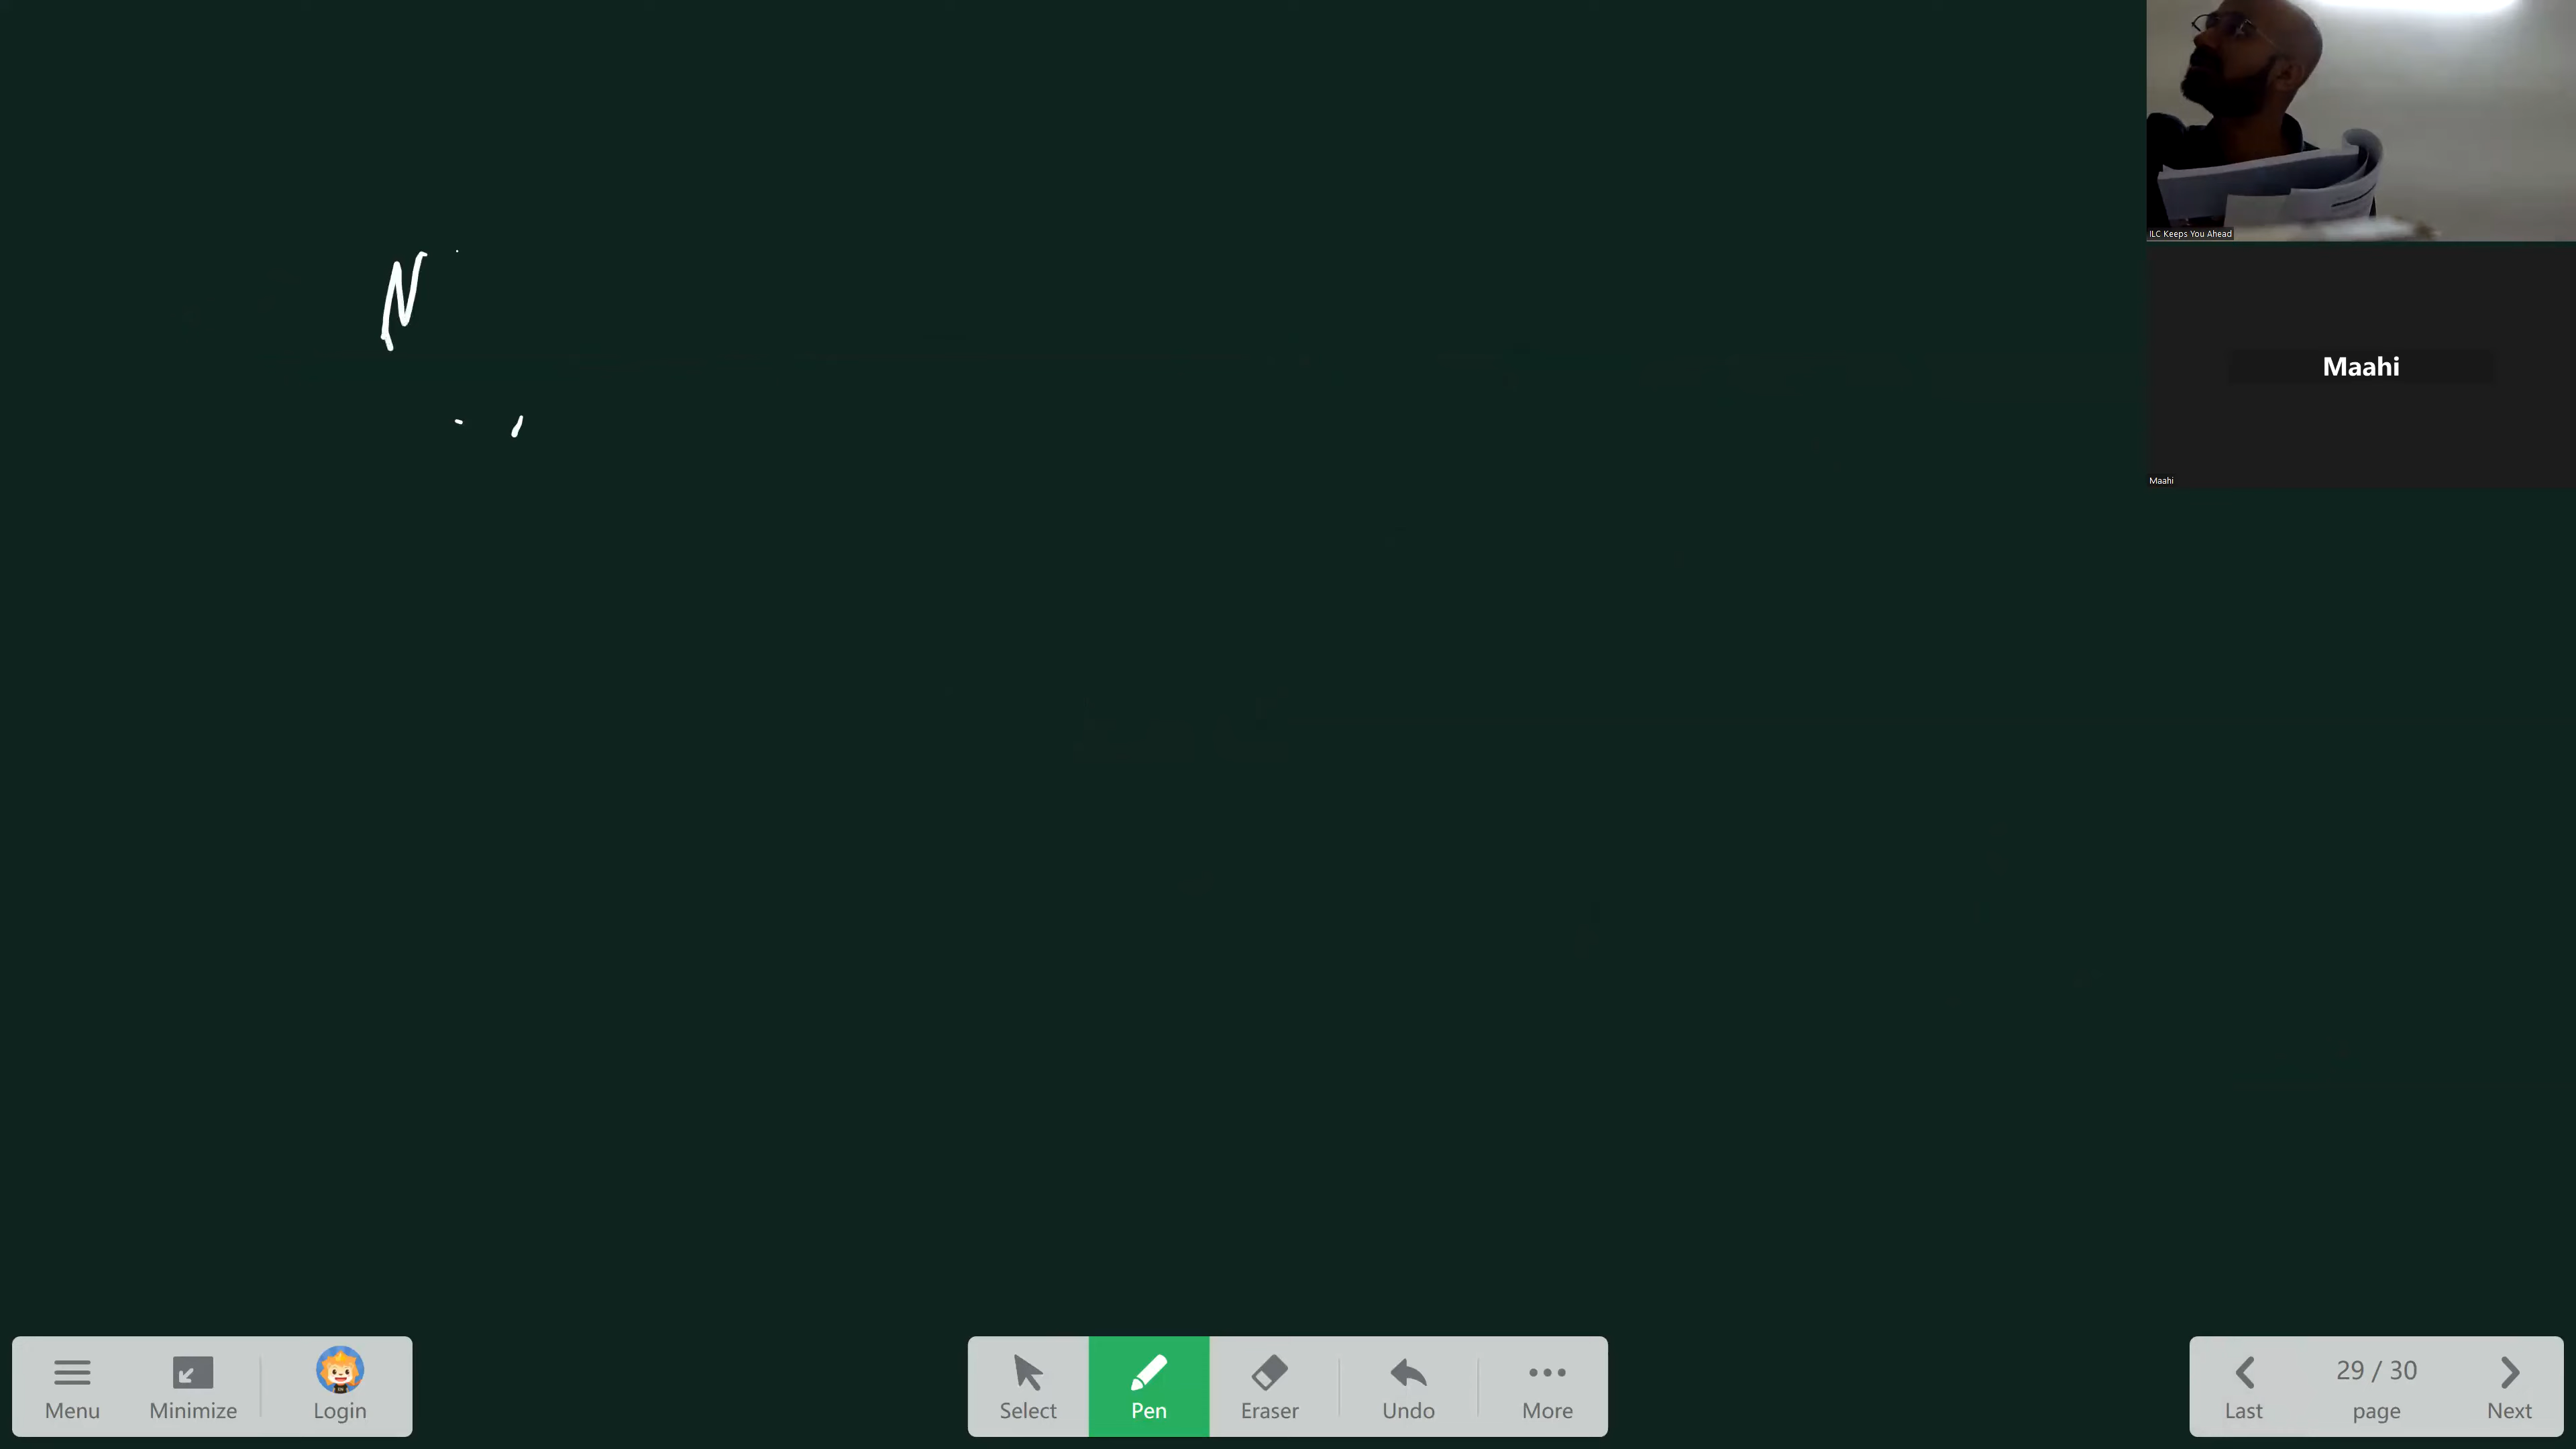 N
ILC Keeps You Ahead
Maahi
Maahi
Menu
Minimize
Login
Select
Pen
Eraser
Undo
More
Last
29 / 30
page
Next